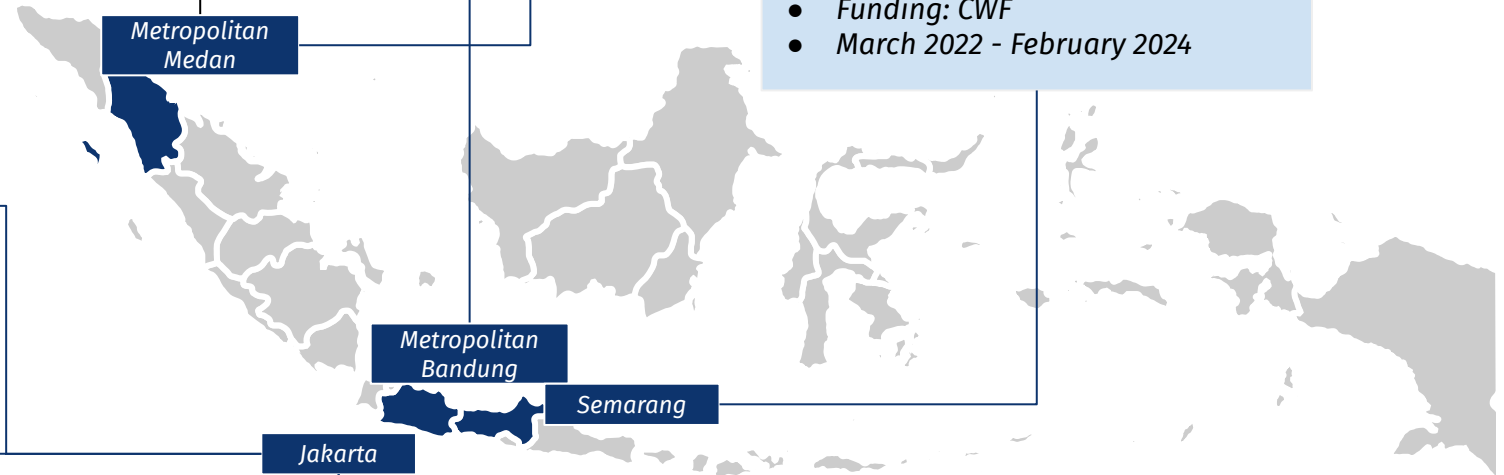 ● Funding: CWF
● March 2022 - February 2024
Metropolitan
Medan
Metropolitan
Bandung
Semarang
Jakarta